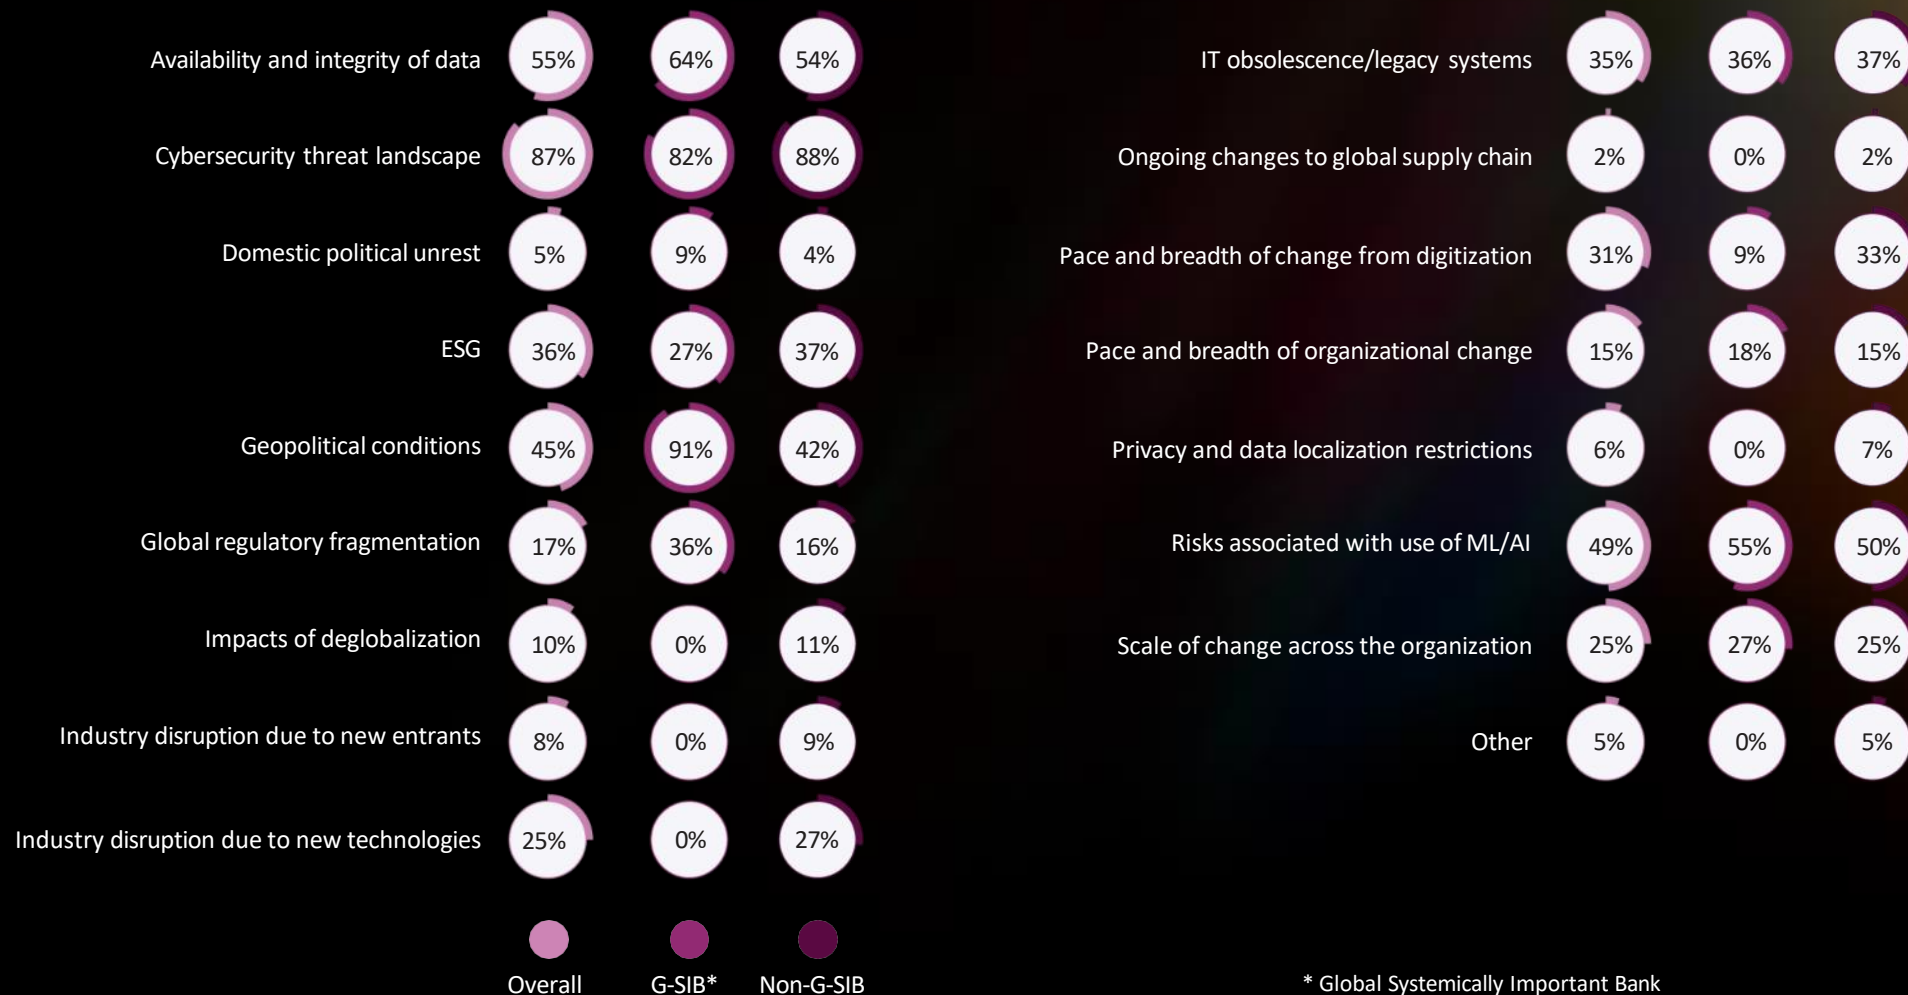 Availability and integrity of data 55% 64% 54%
Cybersecurity threat landscape 87% 82% 88%
Domestic political unrest 5% 9% 4%
ESG 36% 27% 37%
Geopolitical conditions 45% 91% 42%
Global regulatory fragmentation 17% 36% 16%
Impacts of deglobalization 10% 0% 11%
Industry disruption due to new entrants 8% 0% 9%
Industry disruption due to new technologies 25% 0% 27%
Overall G-SIB* Non-G-SIB
IT obsolescence/legacy systems 35% 36% 37%
Ongoing changes to global supply chain 2% 0% 2%
Pace and breadth of change from digitization 31% 9% 33%
Pace and breadth of organizational change 15% 18% 15%
Privacy and data localization restrictions 6% 0% 7%
Risks associated with use of ML/AI 49% 55% 50%
Scale of change across the organization 25% 27% 25%
Other 5% 0% 5%
* Global Systemically Important Bank